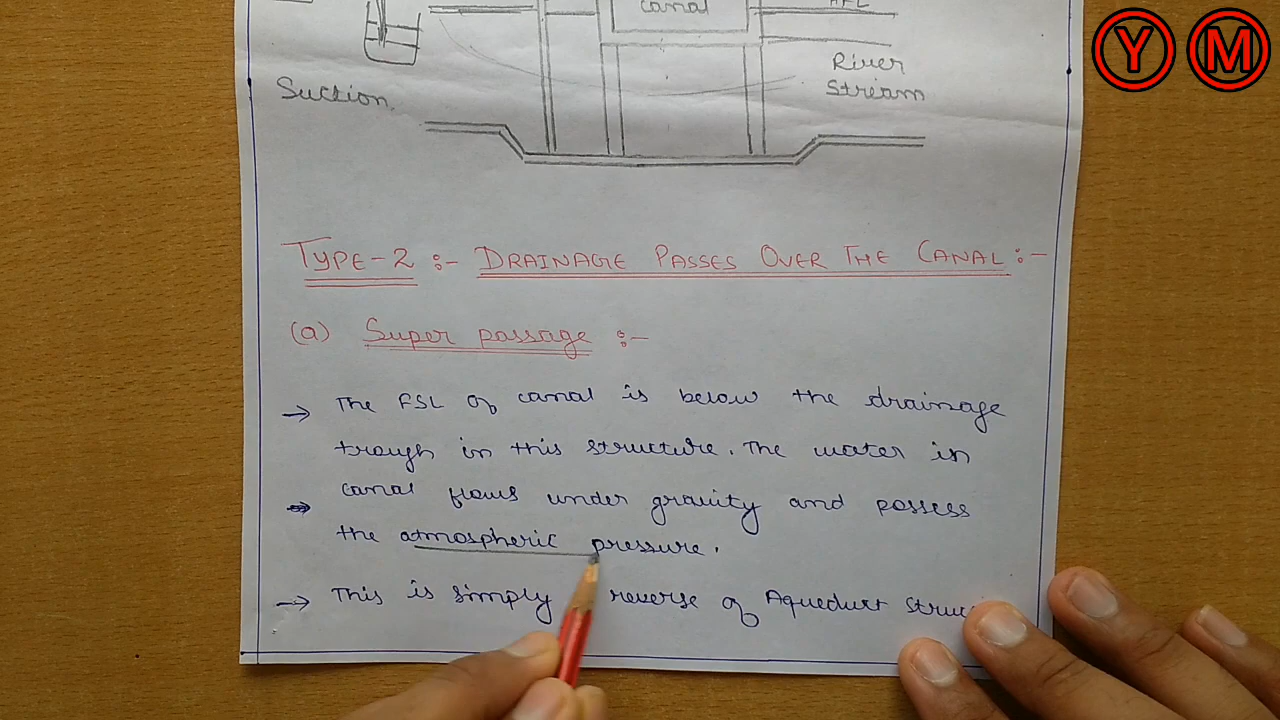 Y M
canal
HFL
River
Stream
Suction.
TYPE-2 :- DRAINAGE PASSES OVER THE CANAL :-
(a) Super passage :-
→ The FSL of canal is below the drainage
trough in this structure. The water in
canal flows under gravity and possess
the atmospheric pressure.
→ This is simply reverse of Aqueduct